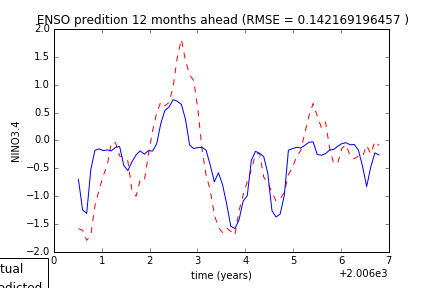 ENSO predition 12 months ahead (RMSE = 0.142169196457 )
2.0
1.5
1.0
0.5
0.0
−0.5
−1.0
−1.5
−2.0
NINO3.4
0 1 2 3 4 5 6 7
time (years)
+2.006e3
tual
edicted